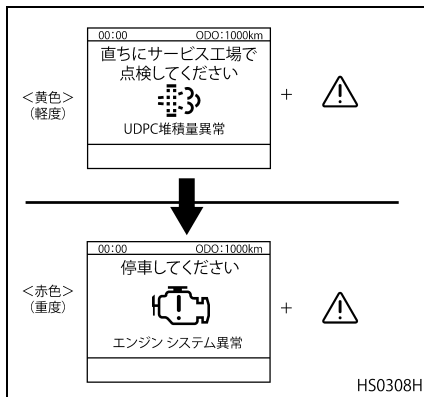 00:00 ODO:1000km
直ちにサービス工場で
点検してください
UDPC堆積量異常
<黄色>
(軽度)
+
00:00 ODO:1000km
停車してください
エンジン システム異常
<赤色>
(重度)
+
HS0308H